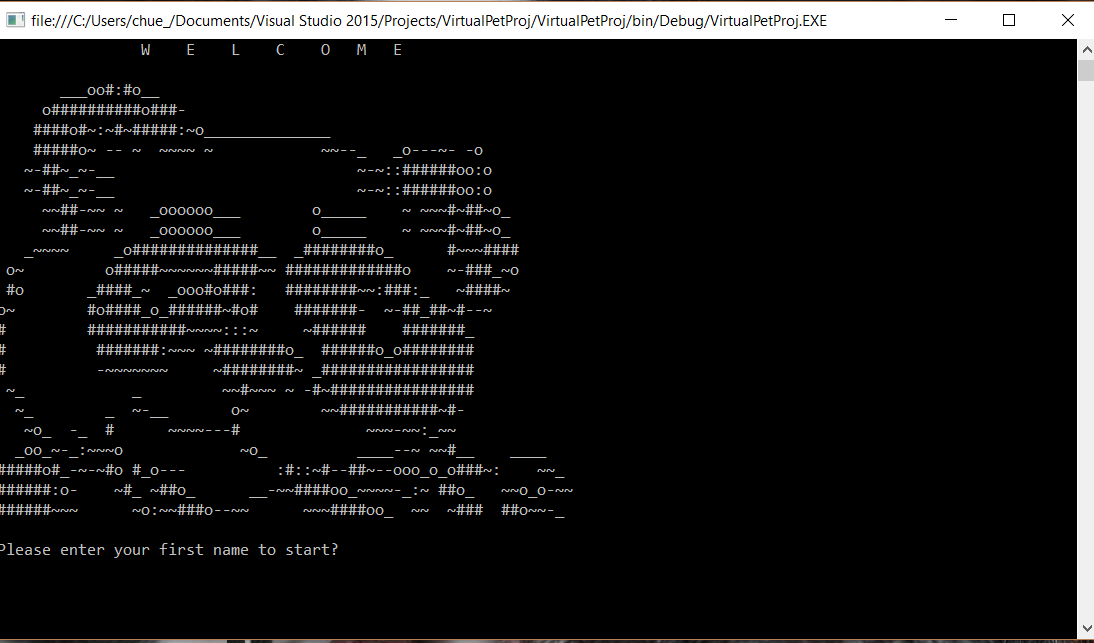 file:///C:/Users/chue_/Documents/Visual Studio 2015/Projects/VirtualPetProj/VirtualPetProj/bin/Debug/VirtualPetProj.EXE
W E L C O M E
Please enter your first name to start?